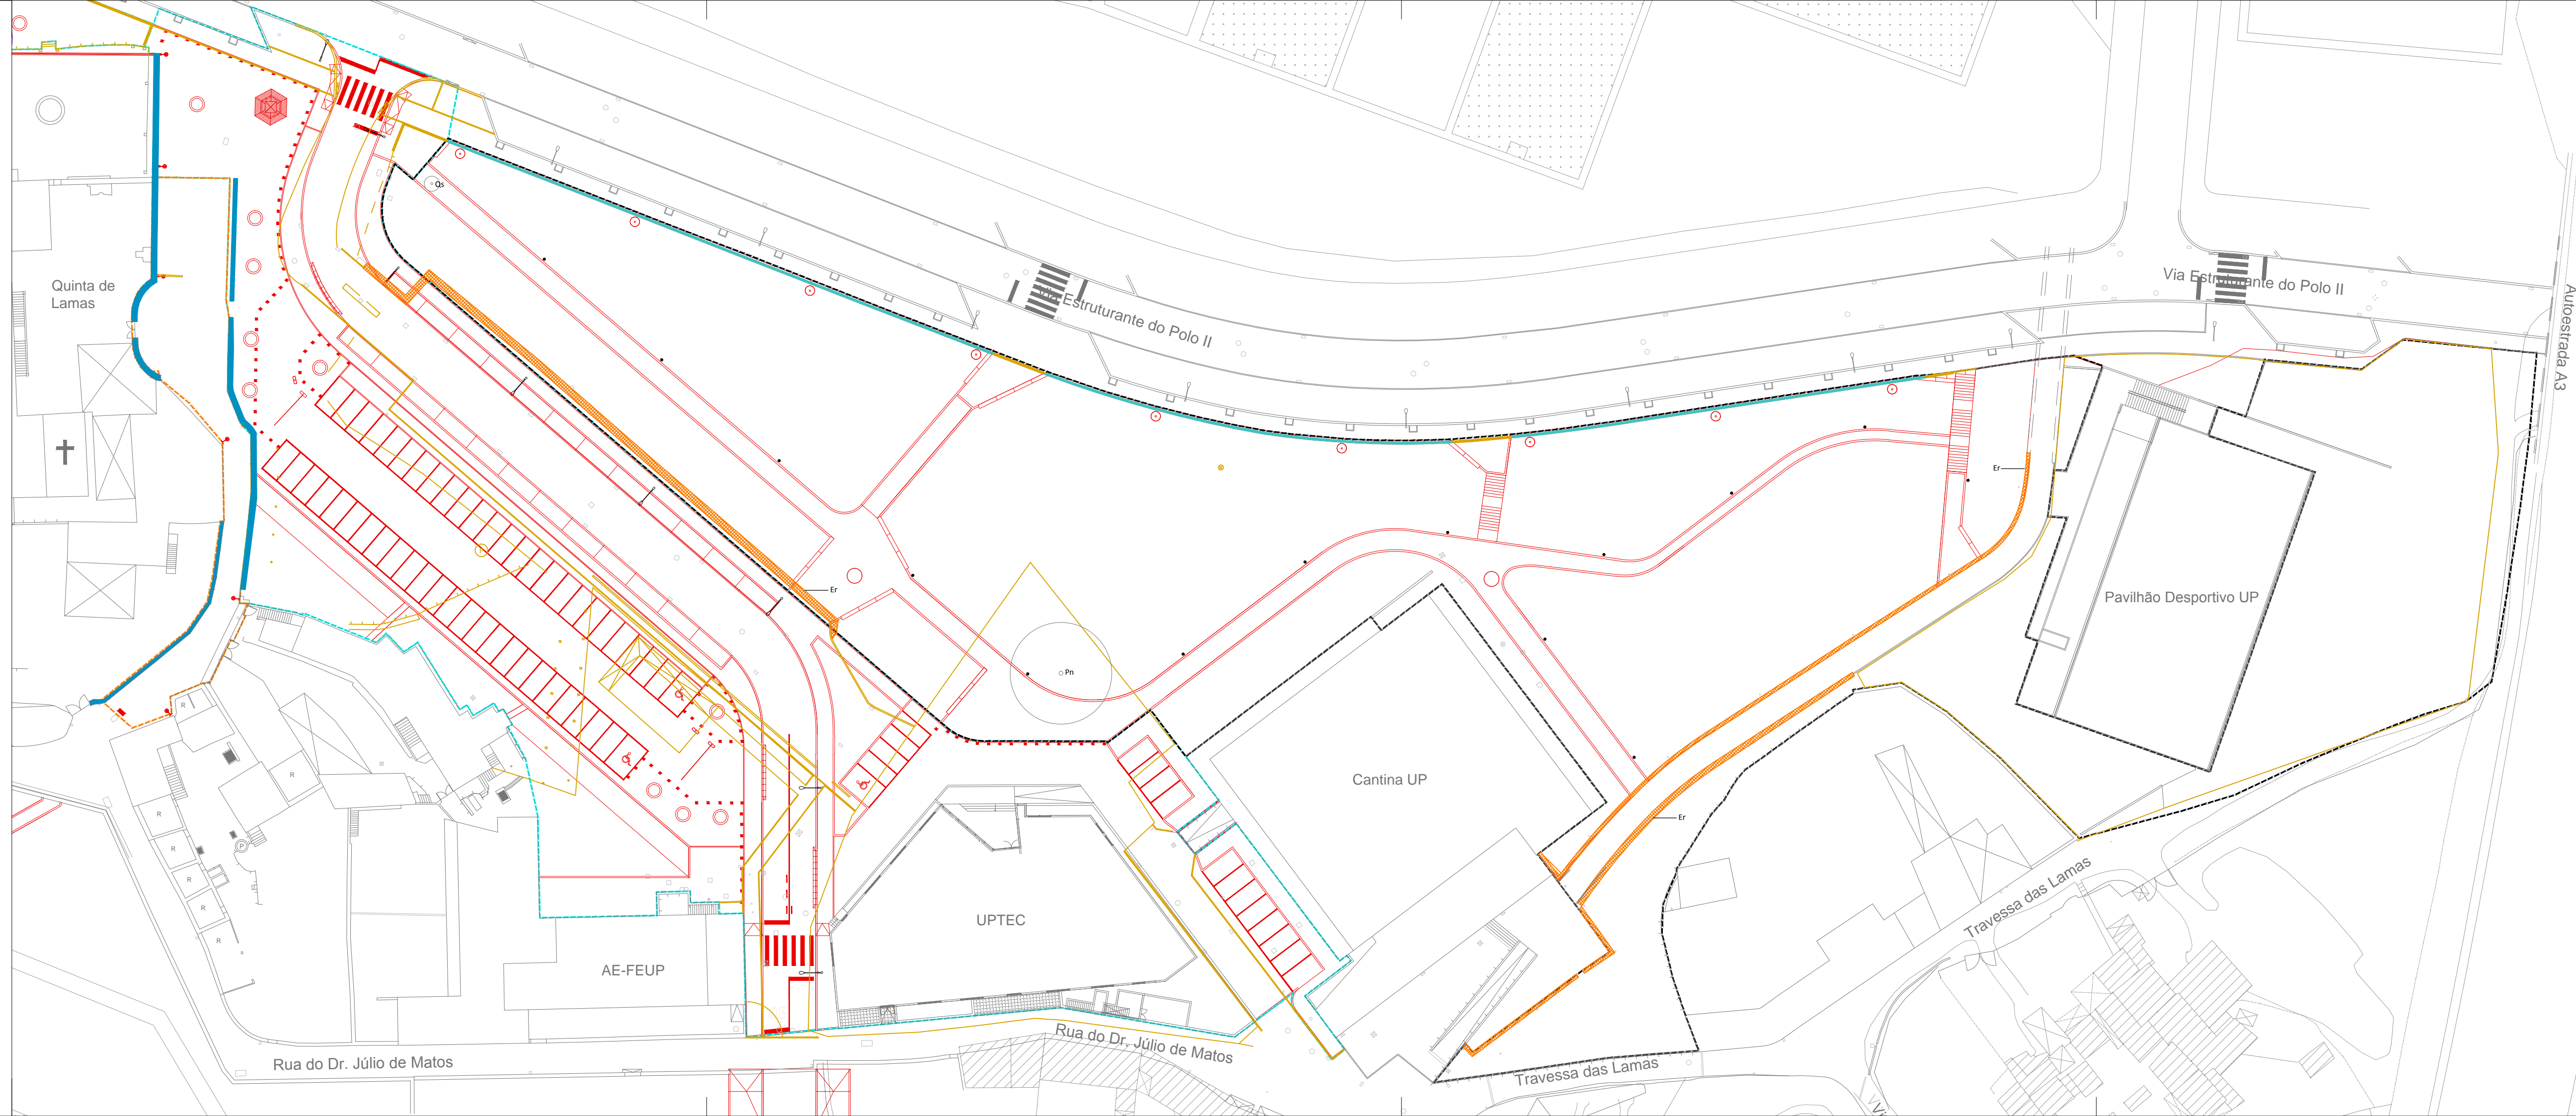 Qs
Quinta de
Lamas
Via Estruturante do Polo II
Via Estruturante do Polo II
Autoestrada A3
Er
Er
Pn
Pavilhão Desportivo UP
Cantina UP
Er
R
R
R
R
P
R
R
R
UPTEC
AE-FEUP
Travessa das Lamas
Rua do Dr. Júlio de Matos
Rua do Dr. Júlio de Matos
Travessa das Lamas